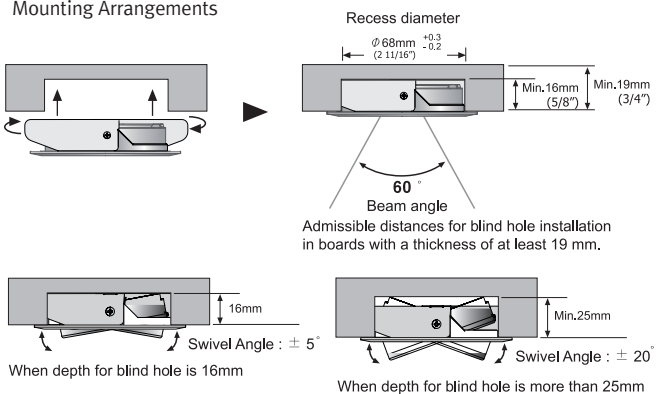 Mounting Arrangements
Recess diameter
Φ68mm +0.3 -0.2
(2 11/16")
Min.16mm
(5/8")
Min.19mm
(3/4")
60°
Beam angle
Admissible distances for blind hole installation
in boards with a thickness of at least 19 mm.
16mm
Swivel Angle : ± 5°
When depth for blind hole is 16mm
Min.25mm
Swivel Angle : ± 20°
When depth for blind hole is more than 25mm